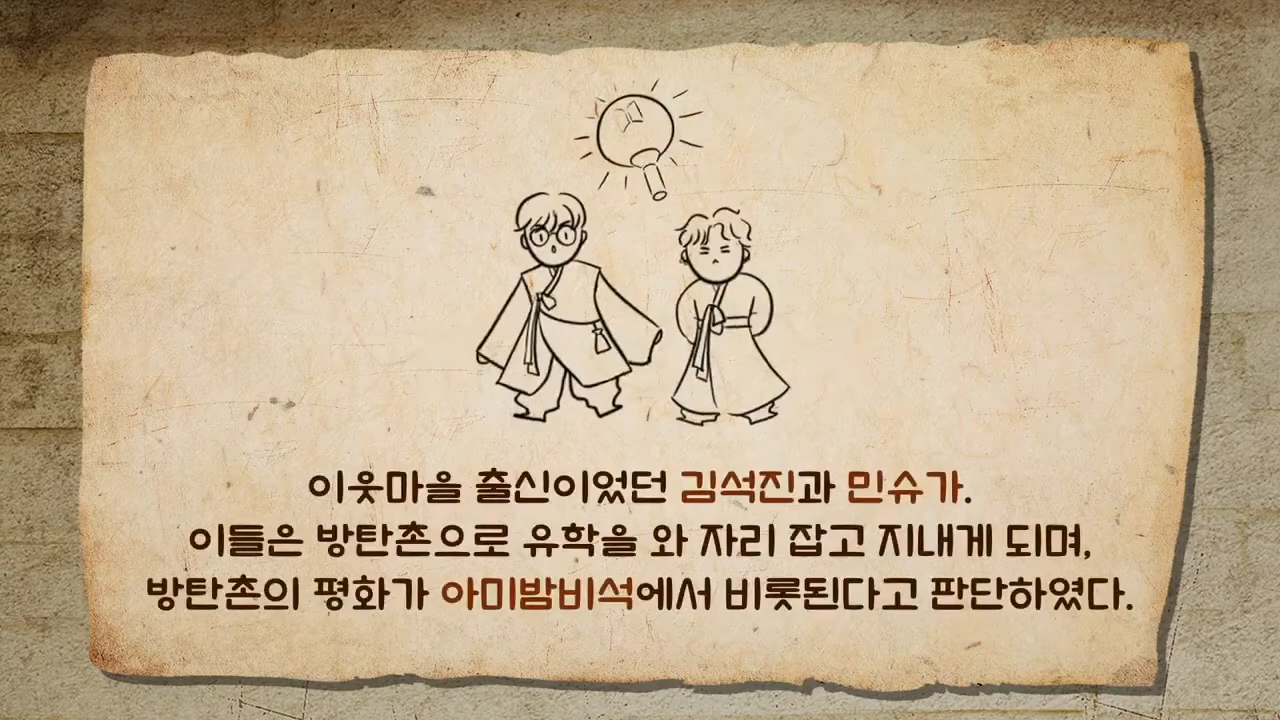 이웃마을 출신이었던 김석진과 민슈가.
이들은 방탄촌으로 유학을 와 자리 잡고 지내게 되며,
방탄촌의 평화가 아미밤비석에서 비롯된다고 판단하였다.